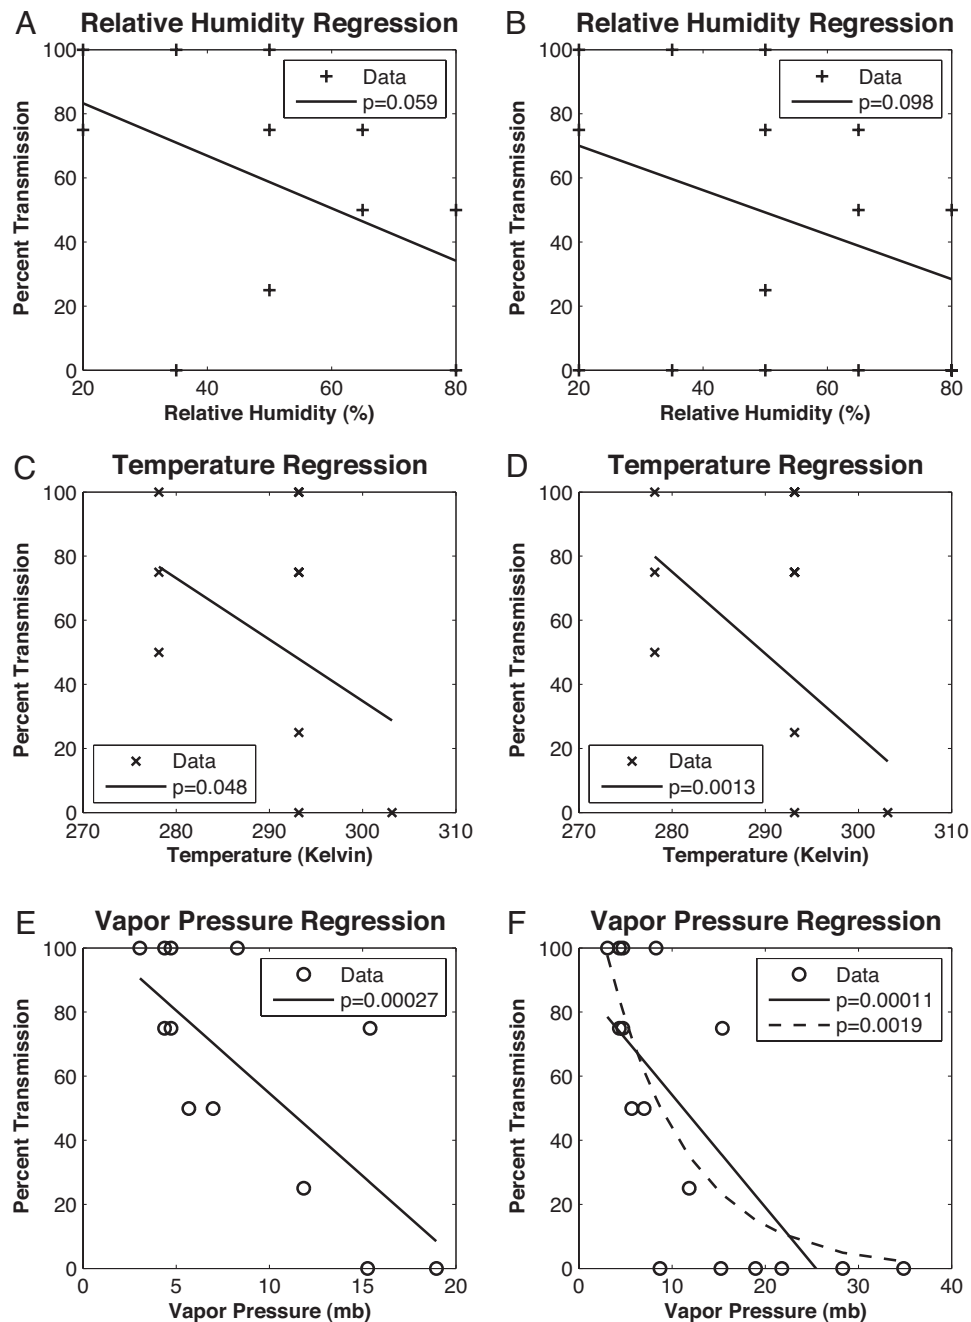 A
Relative Humidity Regression
100
80
60
40
20
0
Percent Transmission
Data
p=0.059
20
40
60
80
Relative Humidity (%)
B
Relative Humidity Regression
100
80
60
40
20
0
Percent Transmission
Data
p=0.098
20
40
60
80
Relative Humidity (%)
C
Temperature Regression
100
80
60
40
20
0
Percent Transmission
Data
p=0.048
270
280
290
300
310
Temperature (Kelvin)
D
Temperature Regression
100
80
60
40
20
0
Percent Transmission
Data
p=0.0013
270
280
290
300
310
Temperature (Kelvin)
E
Vapor Pressure Regression
100
80
60
40
20
0
Percent Transmission
Data
p=0.00027
0
5
10
15
20
Vapor Pressure (mb)
F
Vapor Pressure Regression
100
80
60
40
20
0
Percent Transmission
Data
p=0.00011
p=0.0019
0
10
20
30
40
Vapor Pressure (mb)